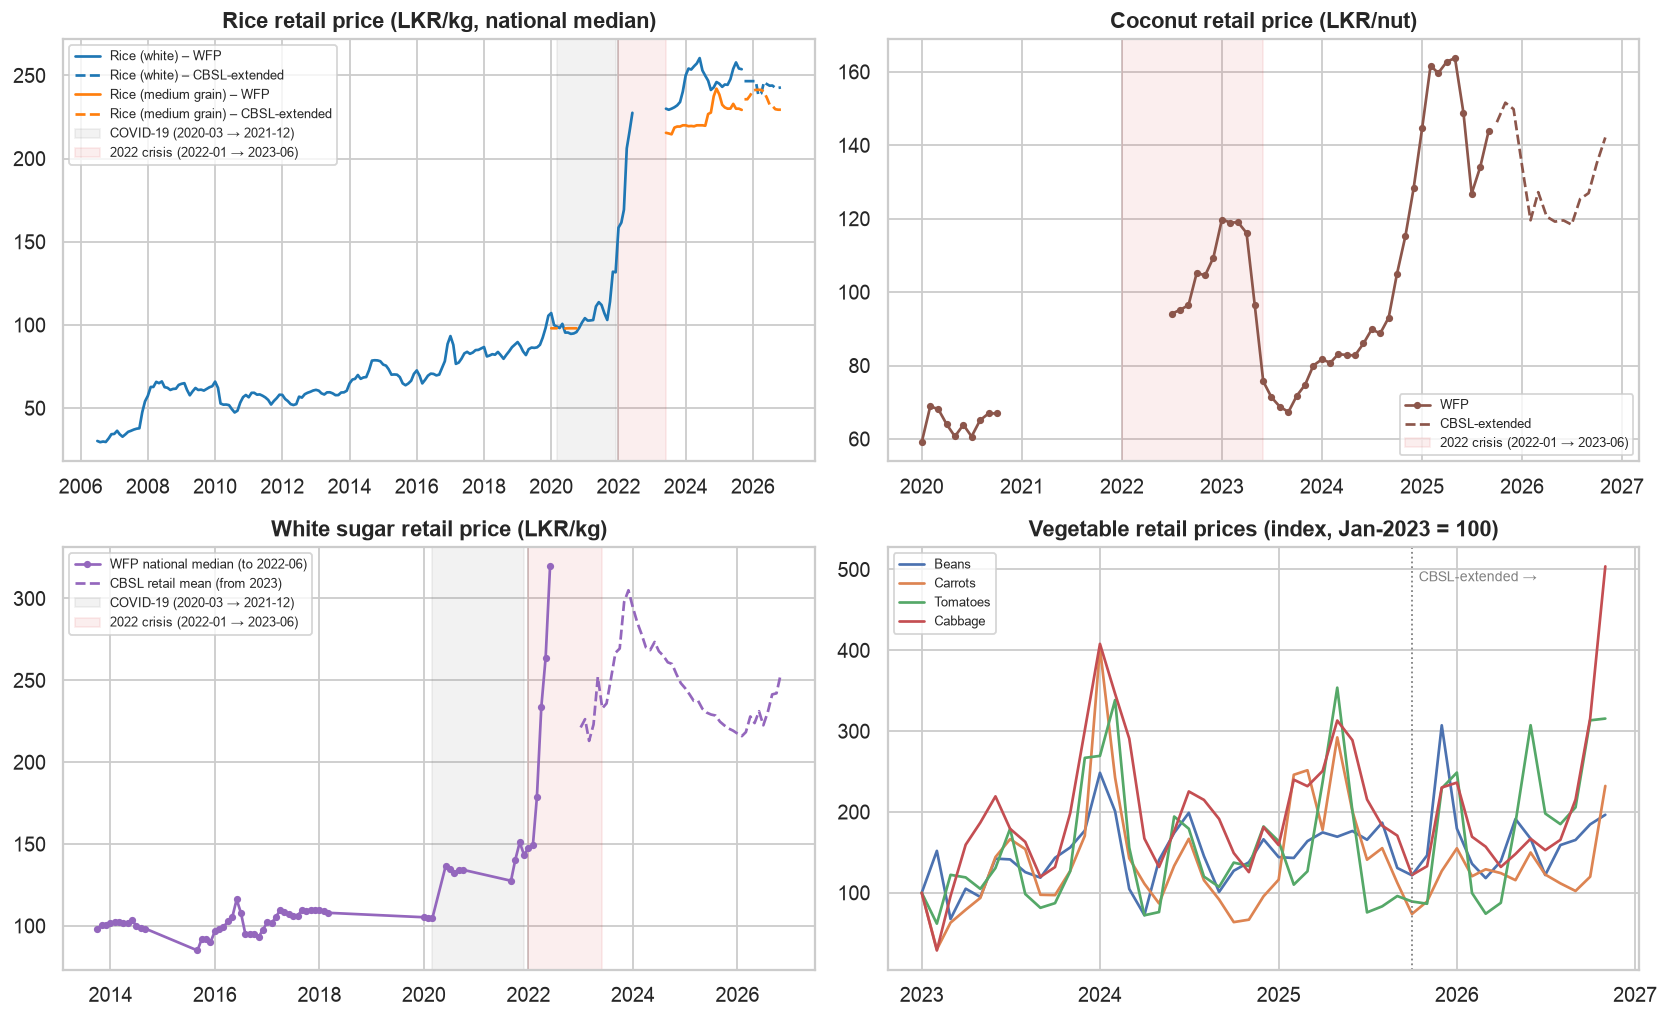 Rice retail price (LKR/kg, national median)
Rice (white) – WFP
Rice (white) – CBSL-extended
Rice (medium grain) – WFP
Rice (medium grain) – CBSL-extended
COVID-19 (2020-03 → 2021-12)
2022 crisis (2022-01 → 2023-06)
250
200
150
100
50
2006 2008 2010 2012 2014 2016 2018 2020 2022 2024 2026
Coconut retail price (LKR/nut)
160
140
120
100
80
60
WFP
CBSL-extended
2022 crisis (2022-01 → 2023-06)
2020 2021 2022 2023 2024 2025 2026 2027
White sugar retail price (LKR/kg)
WFP national median (to 2022-06)
CBSL retail mean (from 2023)
COVID-19 (2020-03 → 2021-12)
2022 crisis (2022-01 → 2023-06)
300
250
200
150
100
2014 2016 2018 2020 2022 2024 2026
Vegetable retail prices (index, Jan-2023 = 100)
Beans
Carrots
Tomatoes
Cabbage
CBSL-extended →
500
400
300
200
100
2023 2024 2025 2026 2027